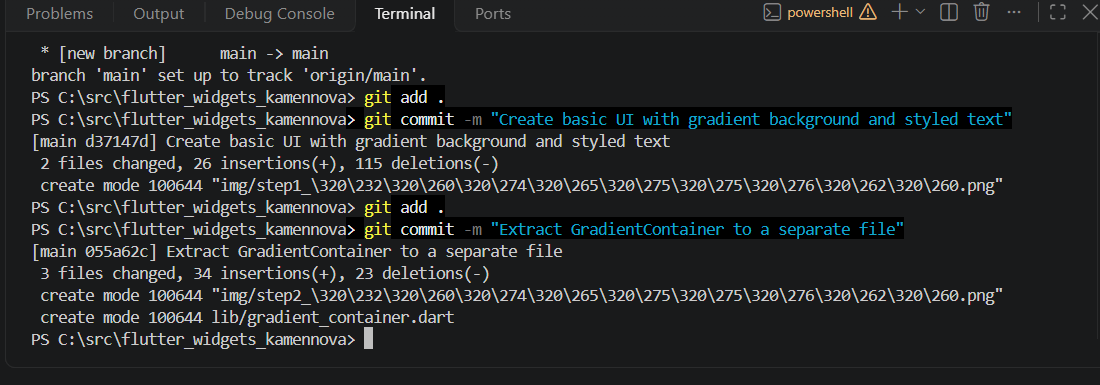 Problems Output Debug Console Terminal Ports powershell
* [new branch] main -> main
branch 'main' set up to track 'origin/main'.
PS C:\src\flutter_widgets_kamennova> git add .
PS C:\src\flutter_widgets_kamennova> git commit -m "Create basic UI with gradient background and styled text"
[main d37147d] Create basic UI with gradient background and styled text
2 files changed, 26 insertions(+), 115 deletions(-)
create mode 100644 "img/step1_\320\232\320\260\320\274\320\265\320\275\320\275\320\276\320\262\320\260.png"
PS C:\src\flutter_widgets_kamennova> git add .
PS C:\src\flutter_widgets_kamennova> git commit -m "Extract GradientContainer to a separate file"
[main 055a62c] Extract GradientContainer to a separate file
3 files changed, 34 insertions(+), 23 deletions(-)
create mode 100644 "img/step2_\320\232\320\260\320\274\320\265\320\275\320\275\320\276\320\262\320\260.png"
create mode 100644 lib/gradient_container.dart
PS C:\src\flutter_widgets_kamennova>